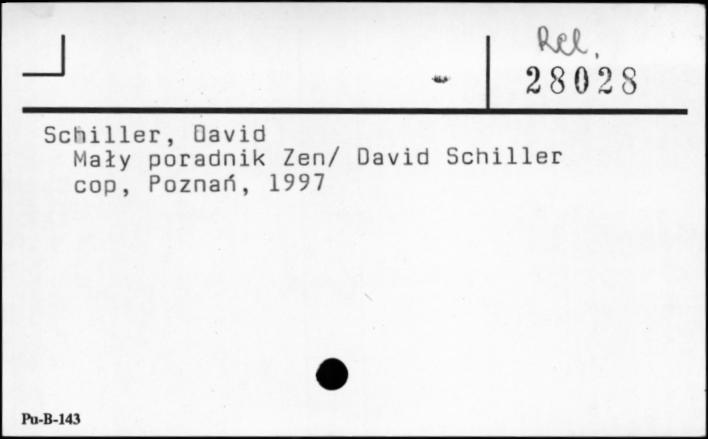 Rel.
28028
Schiller, David
Mały poradnik Zen/ David Schiller
cop, Poznań, 1997
Pu-B-143